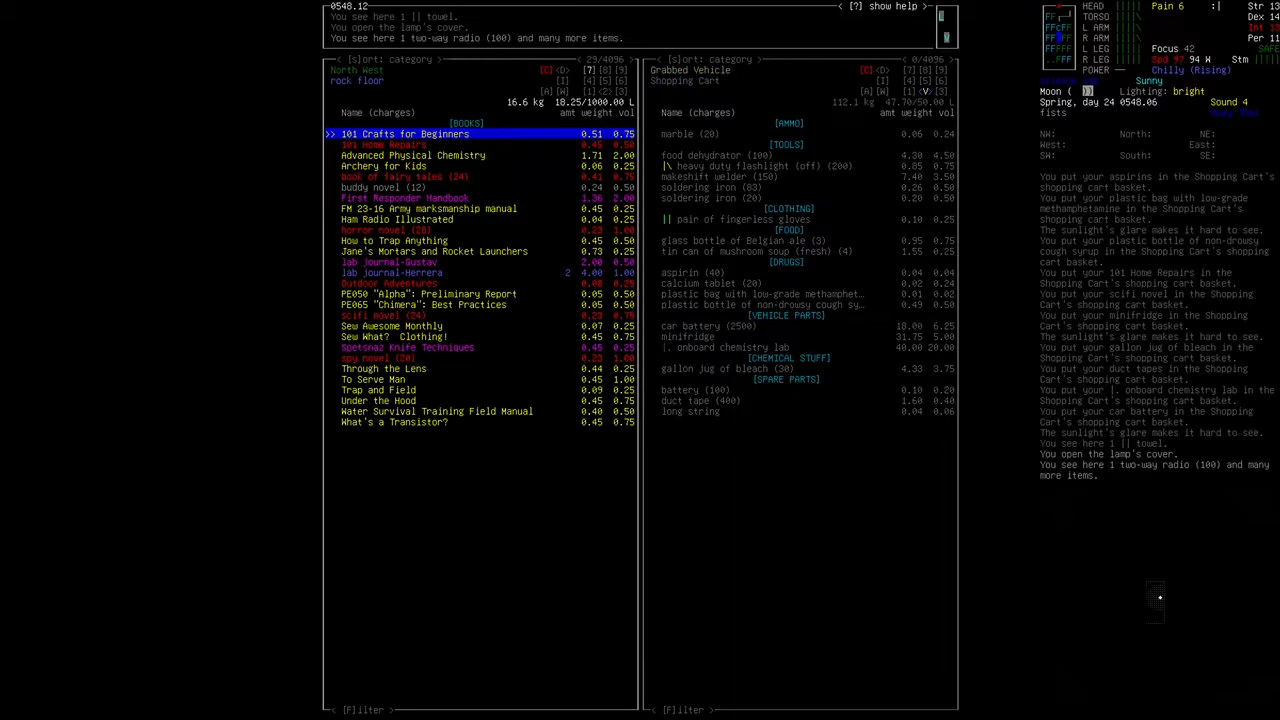 0548.12
< [?] show help >
You see here 1 || towel.
You open the lamp's cover.
You see here 1 two-way radio (100) and many more items.
< [s]ort: category > < 29/4096 >
North West [C] <D> [7] [8] [9]
rock floor [I] [4] [5] [6]
[A] [W] [1] <2> [3]
16.6 kg 18.25/1000.00 L
Name (charges) amt weight vol
[BOOKS]
>> 101 Crafts for Beginners 0.51 0.75
101 Home Repairs 0.45 0.50
Advanced Physical Chemistry 1.71 2.00
Archery for Kids 0.06 0.25
book of fairy tales (24) 0.41 0.75
buddy novel (12) 0.24 0.50
First Responder Handbook 1.36 2.00
FM 23-16 Army marksmanship manual 0.45 0.25
Ham Radio Illustrated 0.04 0.25
horror novel (28) 0.23 1.00
How to Trap Anything 0.45 0.50
Jane's Mortars and Rocket Launchers 0.73 0.25
lab journal-Gustav 2.00 0.50
lab journal-Herrera 2 4.00 1.00
Outdoor Adventures 0.08 0.25
PE050 "Alpha": Preliminary Report 0.05 0.50
PE065 "Chimera": Best Practices 0.05 0.50
scifi novel (24) 0.23 0.75
Sew Awesome Monthly 0.07 0.25
Sew What? Clothing! 0.45 0.75
Spetsnaz Knife Techniques 0.45 0.25
spy novel (20) 0.23 1.00
Through the Lens 0.44 0.25
To Serve Man 0.45 1.00
Trap and Field 0.09 0.25
Under the Hood 0.45 0.75
Water Survival Training Field Manual 0.40 0.50
What's a Transistor? 0.45 0.75
< [F]ilter >
< [s]ort: category > < 0/4096 >
Grabbed Vehicle [C] <D> [7] [8] [9]
Shopping Cart [I] [4] [5] [6]
[A] [W] [1] <V> [3]
112.1 kg 47.70/50.00 L
Name (charges) amt weight vol
[AMMO]
marble (20) 0.06 0.24
[TOOLS]
food dehydrator (100) 4.30 4.50
|\ heavy duty flashlight (off) (200) 0.85 0.75
makeshift welder (150) 7.40 3.50
soldering iron (83) 0.26 0.50
soldering iron (20) 0.20 0.50
[CLOTHING]
|| pair of fingerless gloves 0.10 0.25
[FOOD]
glass bottle of Belgian ale (3) 0.95 0.75
tin can of mushroom soup (fresh) (4) 1.55 0.25
[DRUGS]
aspirin (40) 0.04 0.04
calcium tablet (20) 0.02 0.24
plastic bag with low-grade methamphet… 0.01 0.02
plastic bottle of non-drowsy cough sy… 0.49 0.50
[VEHICLE PARTS]
car battery (2500) 18.00 6.25
minifridge 31.75 5.00
|. onboard chemistry lab 40.00 20.00
[CHEMICAL STUFF]
gallon jug of bleach (30) 4.33 3.75
[SPARE PARTS]
battery (100) 0.10 0.20
duct tape (400) 1.60 0.40
long string 0.04 0.06
< [F]ilter >
HEAD ||||| Pain 6 :| Str 13
TORSO ||||| Dex 14
L ARM ||||\
R ARM ||||\ Per 11
L LEG ||||| Focus 42 SAFE
R LEG ||||| Spd 97 94 W Stm
POWER -- Chilly (Rising)
Sunny
Moon ( )) Lighting: bright
Spring, day 24 0548.06 Sound 4
fists
NW: North: NE:
West: East:
SW: South: SE:
You put your aspirins in the Shopping Cart's
shopping cart basket.
You put your plastic bag with low-grade
methamphetamine in the Shopping Cart's
shopping cart basket.
The sunlight's glare makes it hard to see.
You put your plastic bottle of non-drowsy
cough syrup in the Shopping Cart's shopping
cart basket.
You put your 101 Home Repairs in the
Shopping Cart's shopping cart basket.
You put your scifi novel in the Shopping
Cart's shopping cart basket.
You put your minifridge in the Shopping
Cart's shopping cart basket.
The sunlight's glare makes it hard to see.
You put your gallon jug of bleach in the
Shopping Cart's shopping cart basket.
You put your duct tapes in the Shopping
Cart's shopping cart basket.
You put your |. onboard chemistry lab in the
Shopping Cart's shopping cart basket.
You put your car battery in the Shopping
Cart's shopping cart basket.
The sunlight's glare makes it hard to see.
You see here 1 || towel.
You open the lamp's cover.
You see here 1 two-way radio (100) and many
more items.